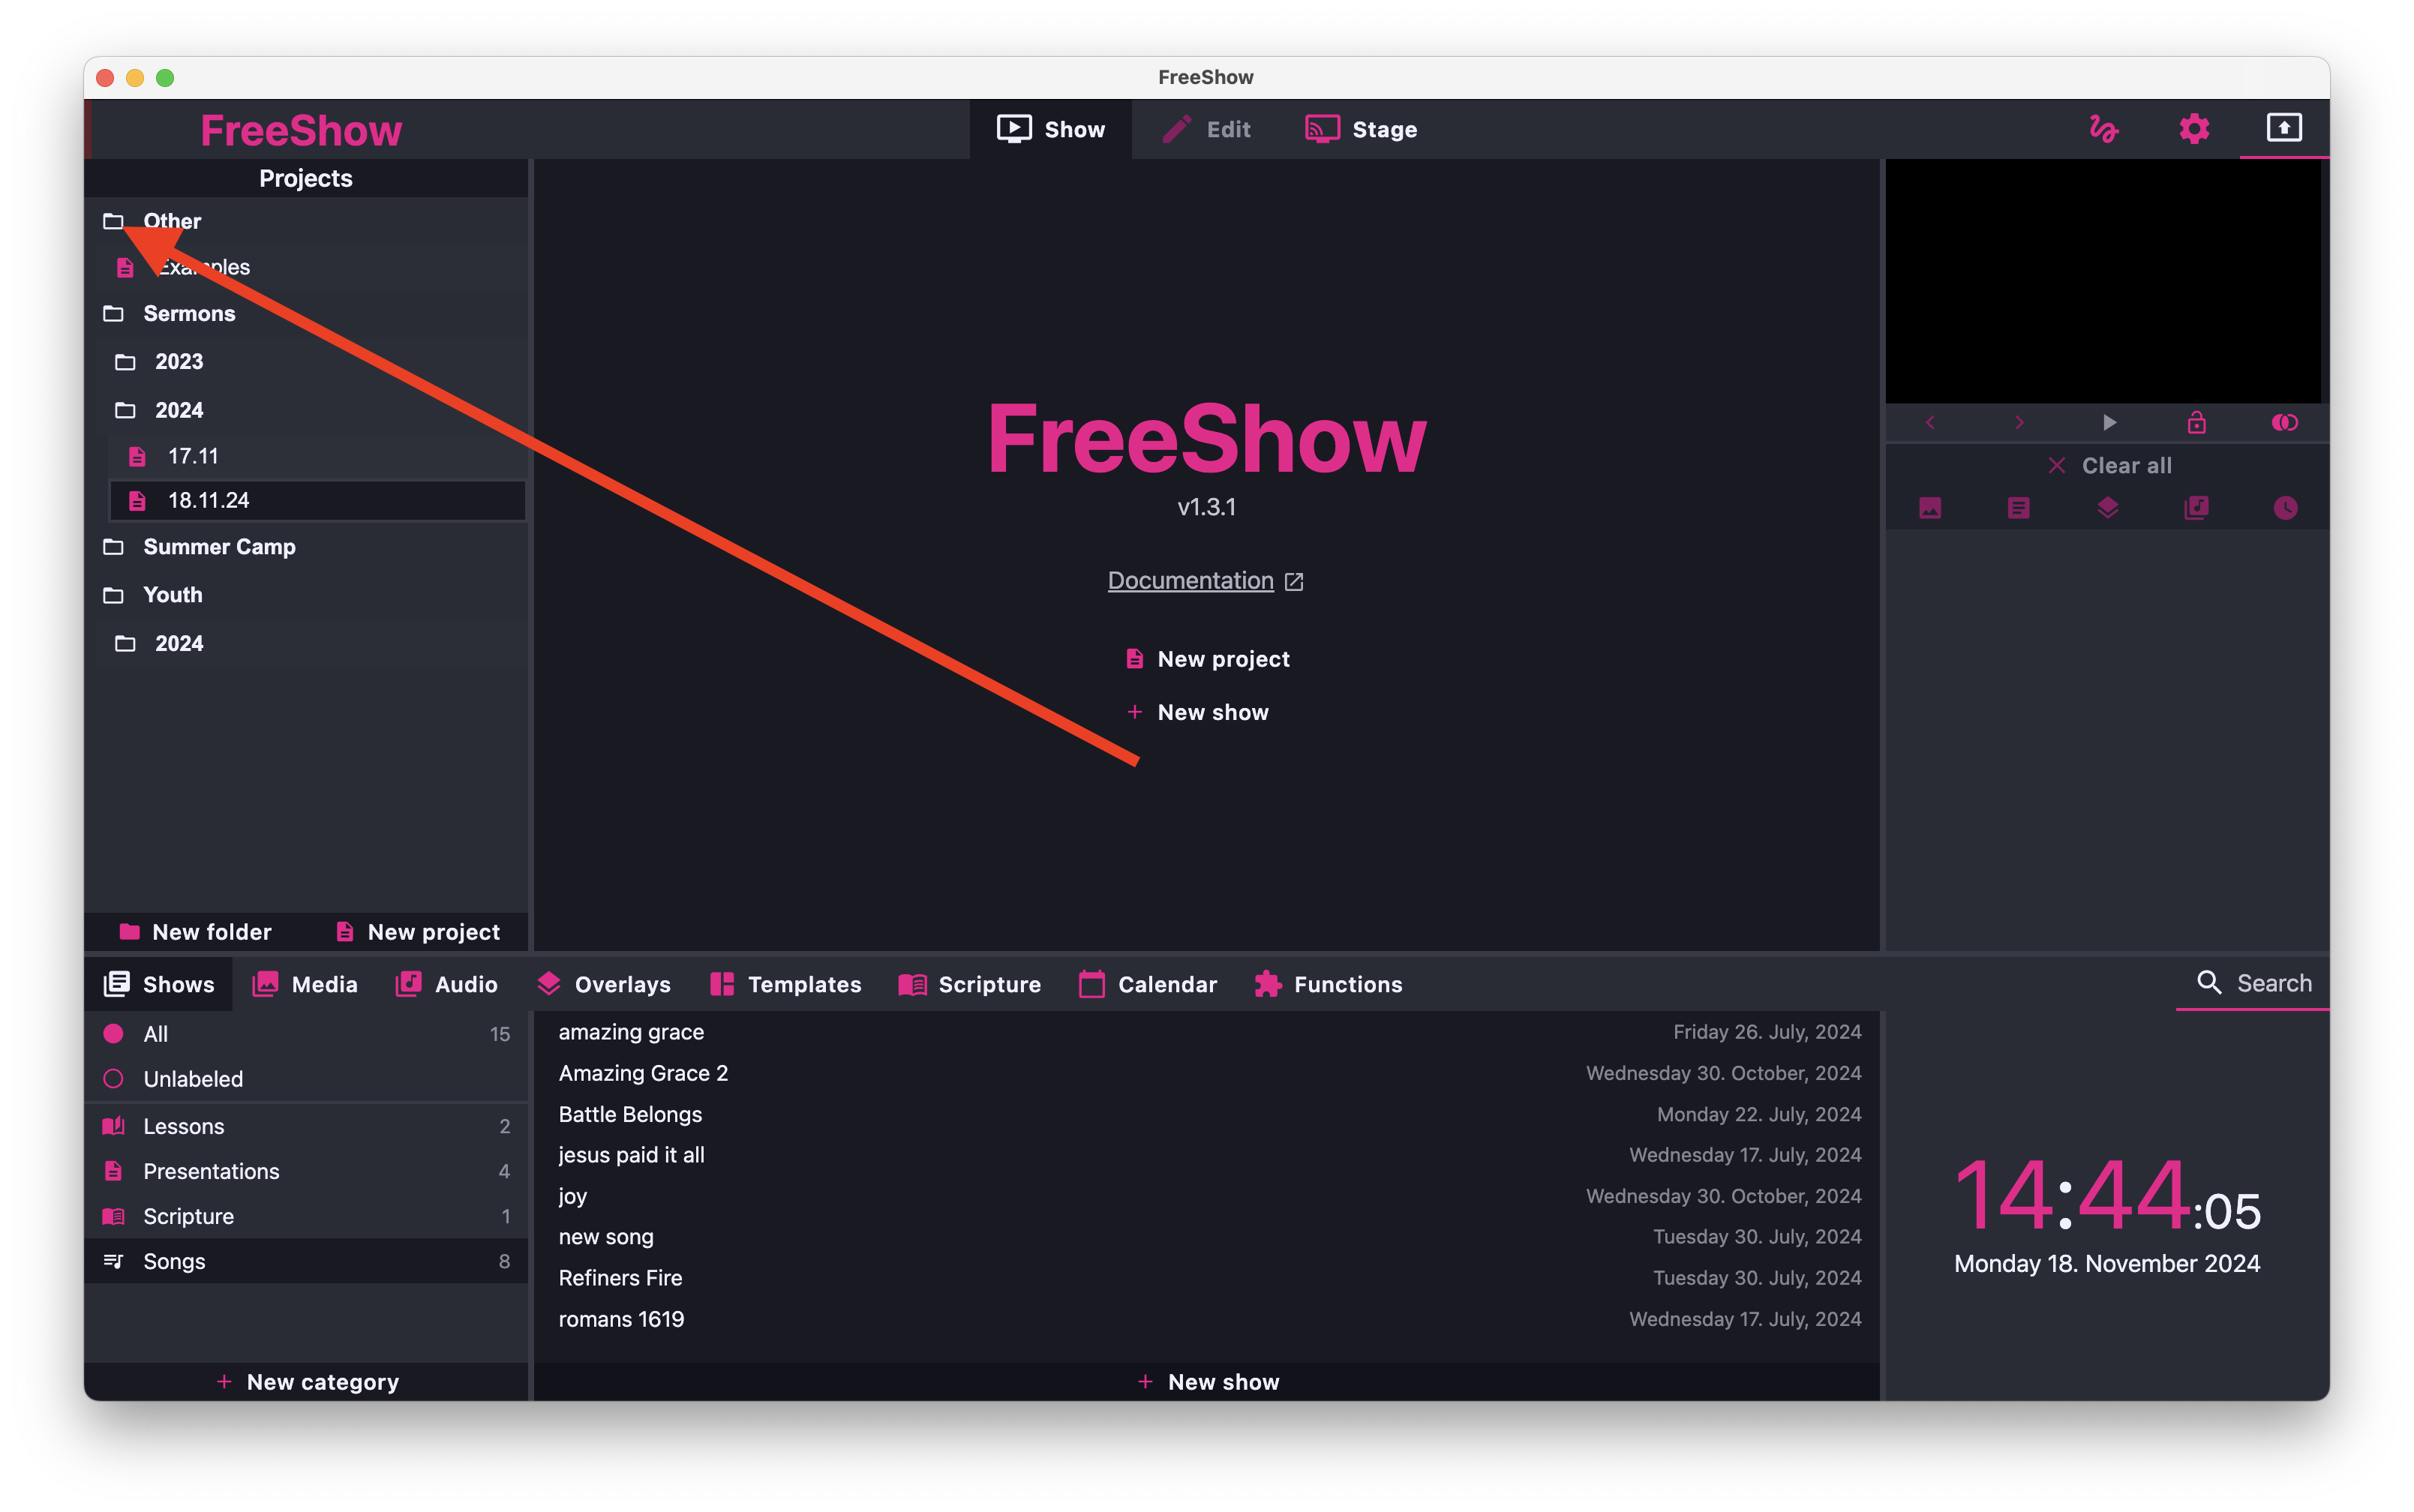 FreeShow
FreeShow
Show
Edit
Stage
Projects
Other
Examples
Sermons
2023
2024
17.11
18.11.24
Summer Camp
Youth
2024
New folder
New project
FreeShow
v1.3.1
Documentation
New project
New show
Clear all
Shows
Media
Audio
Overlays
Templates
Scripture
Calendar
Functions
Search
All 15
Unlabeled
Lessons 2
Presentations 4
Scripture 1
Songs 8
New category
amazing grace Friday 26. July, 2024
Amazing Grace 2 Wednesday 30. October, 2024
Battle Belongs Monday 22. July, 2024
jesus paid it all Wednesday 17. July, 2024
joy Wednesday 30. October, 2024
new song Tuesday 30. July, 2024
Refiners Fire Tuesday 30. July, 2024
romans 1619 Wednesday 17. July, 2024
New show
14:44:05
Monday 18. November 2024